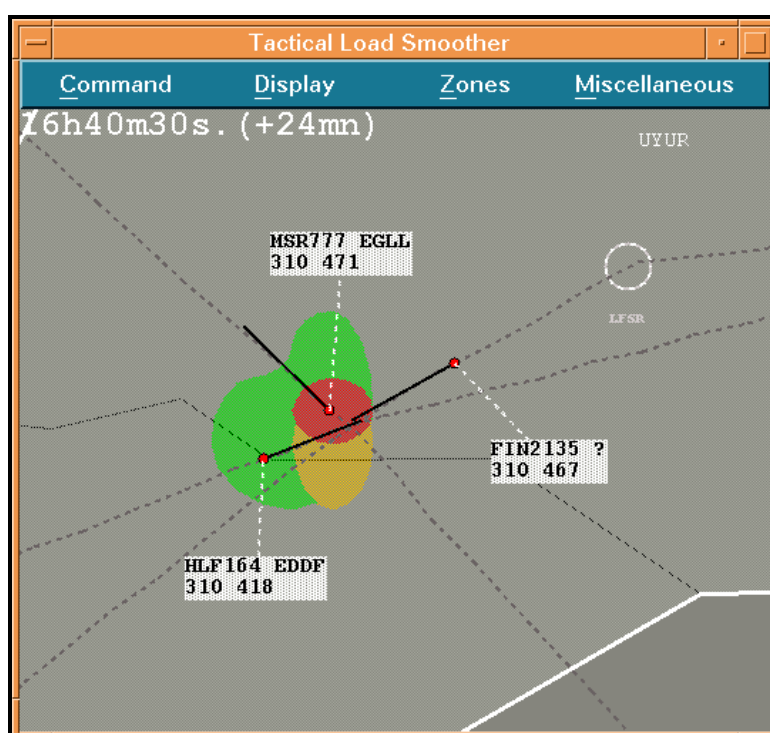 Tactical Load Smoother
Command Display Zones Miscellaneous
16h40m30s.(+24mn)
UYUR
MSR777 EGLL
310 471
LFSR
FIN2135 ?
310 467
HLF164 EDDF
310 418